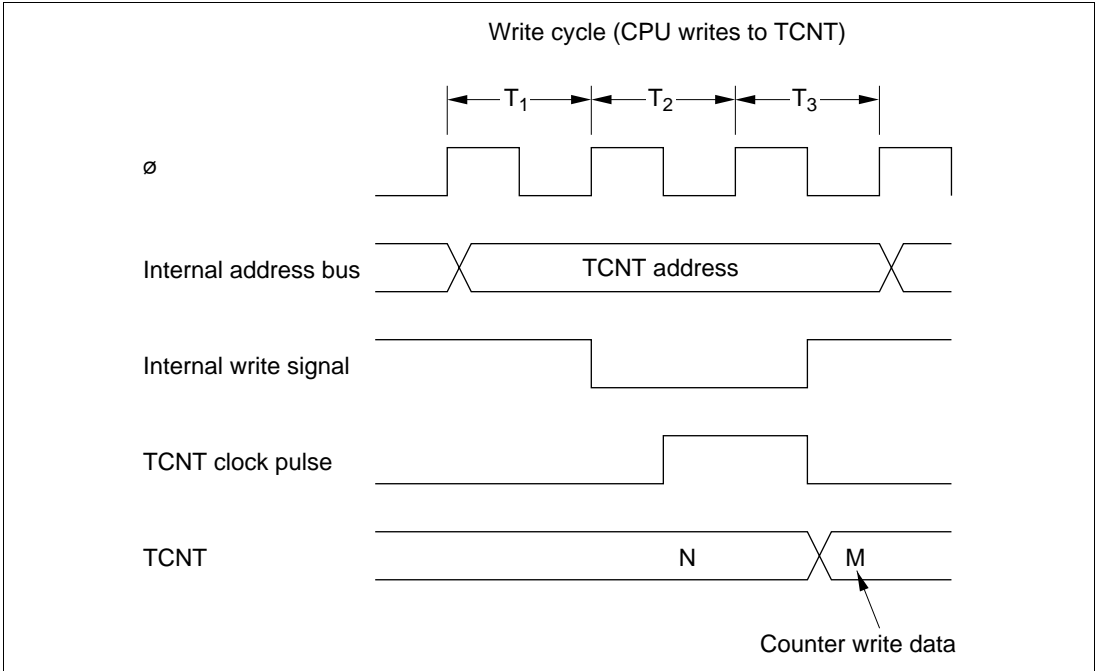 Write cycle (CPU writes to TCNT)
T1 T2 T3
ø
Internal address bus TCNT address
Internal write signal
TCNT clock pulse
TCNT N M
Counter write data